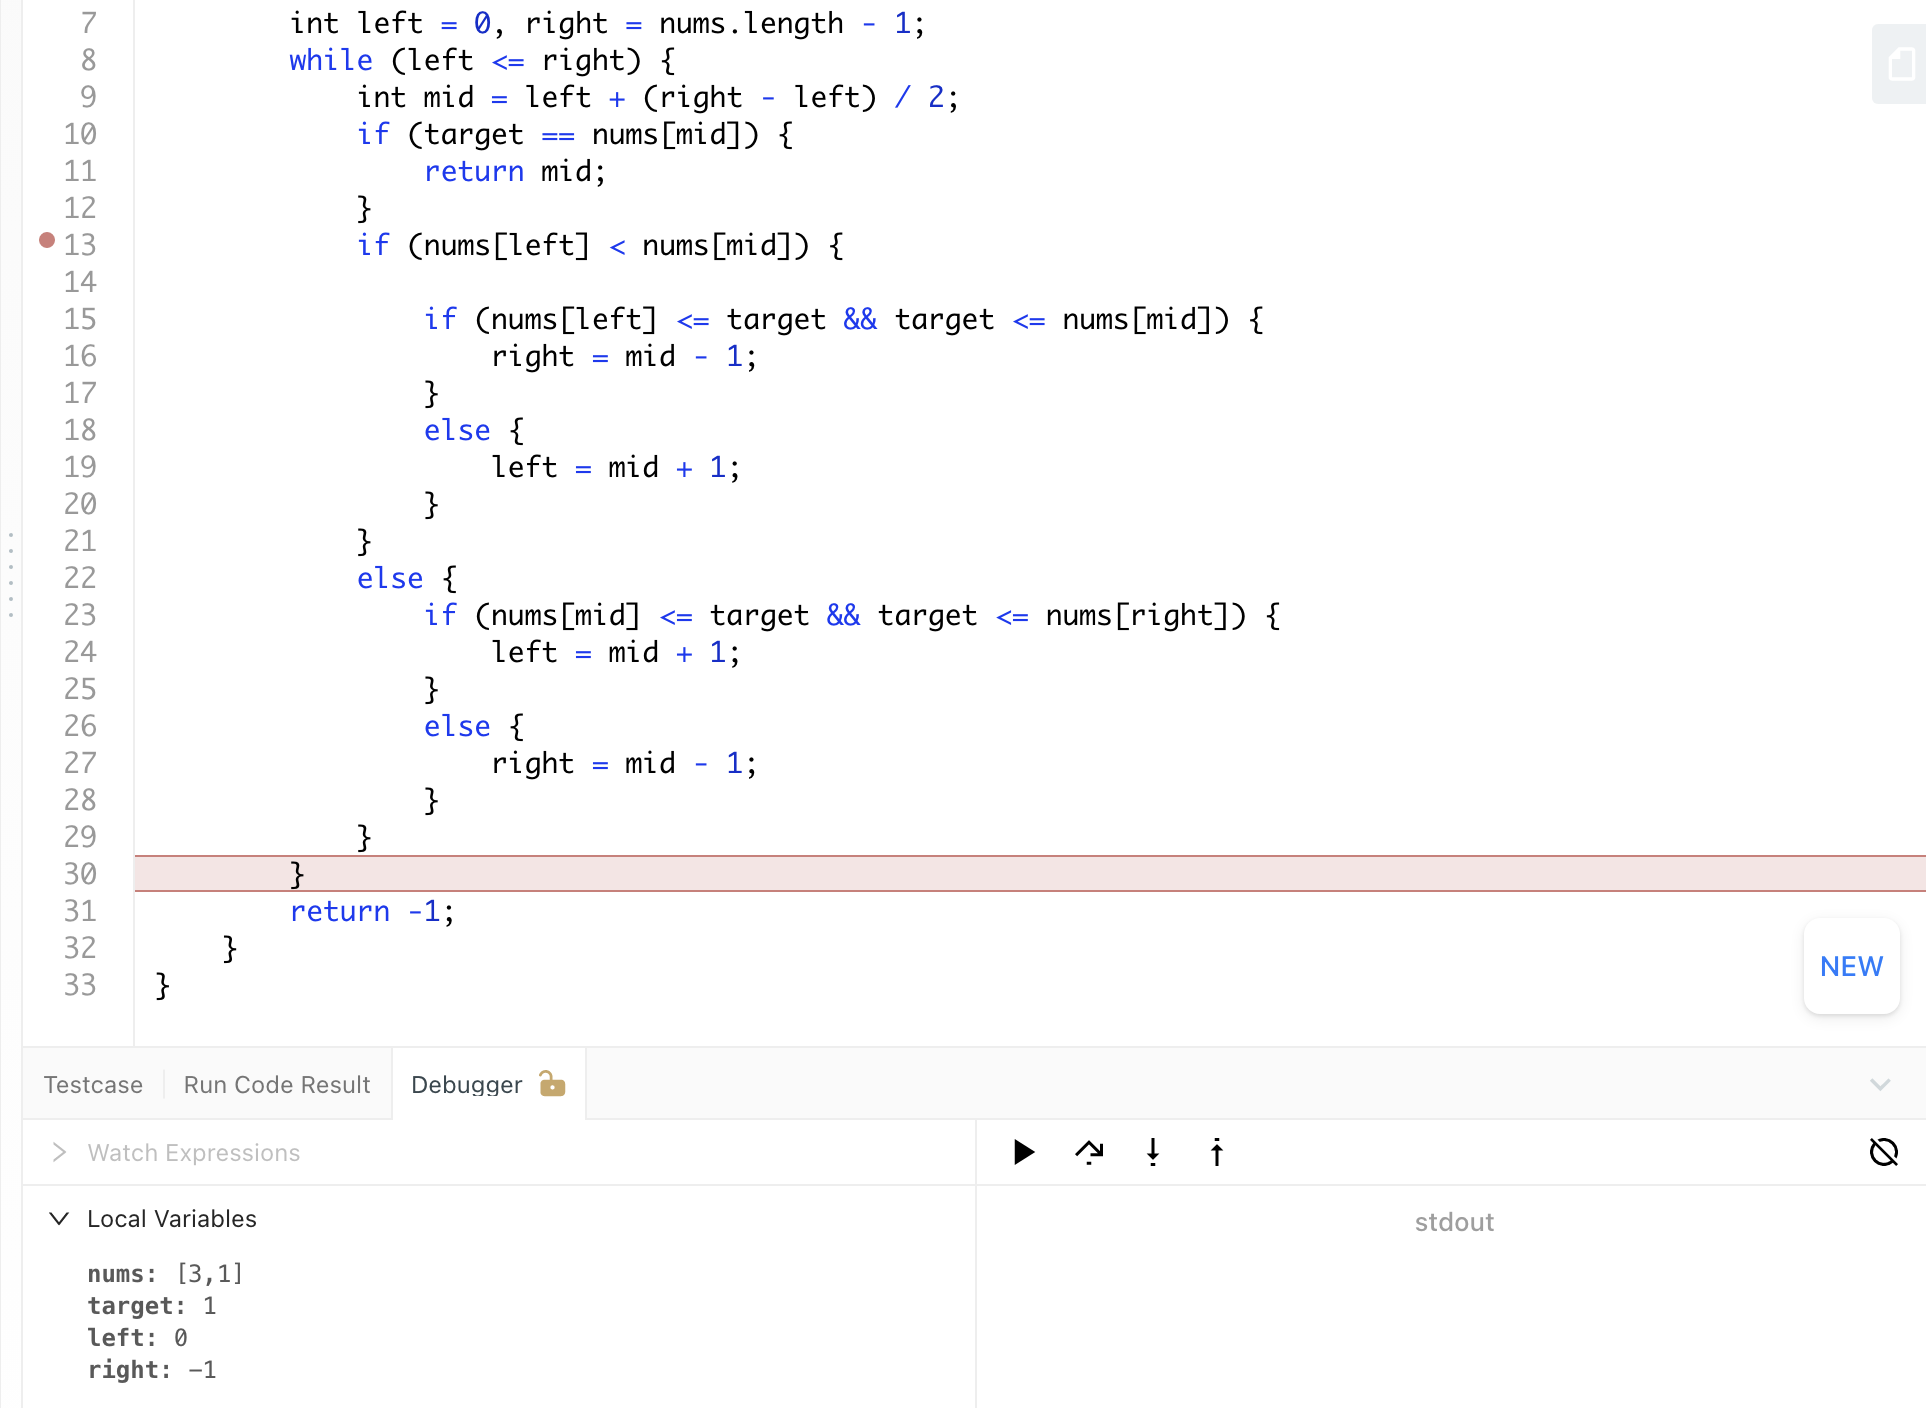 7 int left = 0, right = nums.length - 1;
8 while (left <= right) {
9 int mid = left + (right - left) / 2;
10 if (target == nums[mid]) {
11 return mid;
12 }
13 if (nums[left] < nums[mid]) {
14
15 if (nums[left] <= target && target <= nums[mid]) {
16 right = mid - 1;
17 }
18 else {
19 left = mid + 1;
20 }
21 }
22 else {
23 if (nums[mid] <= target && target <= nums[right]) {
24 left = mid + 1;
25 }
26 else {
27 right = mid - 1;
28 }
29 }
30 }
31 return -1;
32 }
33 }
NEW
Testcase Run Code Result Debugger
Watch Expressions
Local Variables
nums: [3,1]
target: 1
left: 0
right: -1
stdout